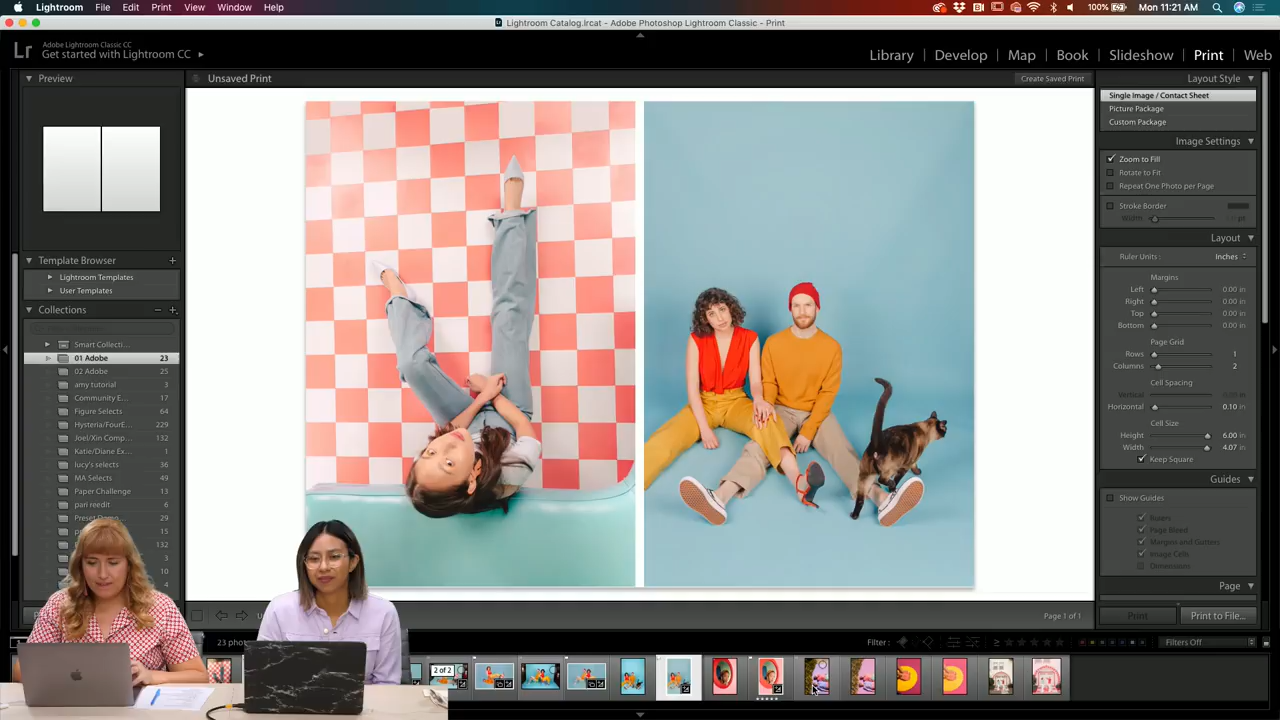 Lightroom File Edit Photo View Window Help 100% Mon 11:21 AM
Lightroom Catalog.lrcat - Adobe Photoshop Lightroom Classic - Print
Lr
Adobe Lightroom Classic CC
Get started with Lightroom CC
Library Develop Map Book Slideshow Print Web
Preview
Unsaved Print
Create Saved Print
Layout Style
Single Image / Contact Sheet
Picture Package
Custom Package
Image Settings
Zoom to Fill
Rotate to Fit
Repeat One Photo per Page
Stroke Border
Width
pt
Layout
Ruler Units: Inches
Margins
Left 0.00 in
Right 0.00 in
Top 0.00 in
Bottom 0.00 in
Page Grid
Rows 1
Columns 2
Cell Spacing
Vertical
Horizontal 0.10 in
Cell Size
Height 6.00 in
Width 4.07 in
Keep Square
Guides
Show Guides
Rulers
Page Bleed
Margins and Gutters
Image Cells
Dimensions
Page
Print Print to File...
Template Browser
Lightroom Templates
User Templates
Collections
Smart Collecti...
01 Adobe 23
02 Adobe 25
amy tutorial 3
Community E... 17
Figure Selects 64
Hysteria/FourE... 229
Joel/Xin Comp... 132
Katie/Diane Ex... 1
lucy's selects 36
MA Selects 49
Paper Challenge 13
pari reedit 6
Preset Demo... 29
15
132
3
10
4
Page 1 of 1
23 phot
Filter:
Filters Off
2 of 2